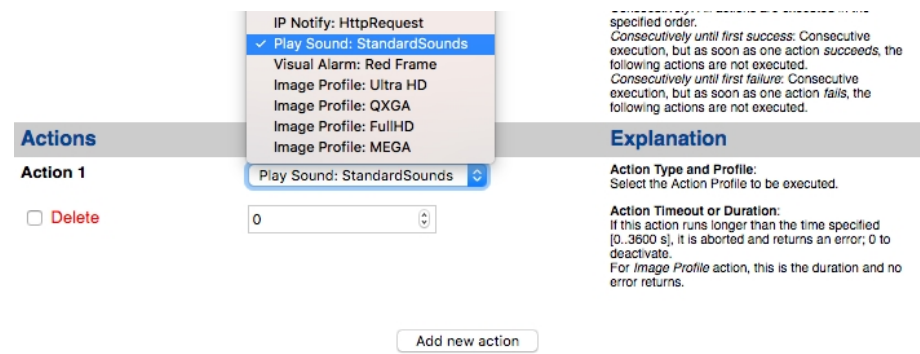 IP Notify: HttpRequest
✓ Play Sound: StandardSounds
Visual Alarm: Red Frame
Image Profile: Ultra HD
Image Profile: QXGA
Image Profile: FullHD
Image Profile: MEGA
specified order.
Consecutively until first success: Consecutive
execution, but as soon as one action succeeds, the
following actions are not executed.
Consecutively until first failure: Consecutive
execution, but as soon as one action fails, the
following actions are not executed.
Actions
Explanation
Action 1
Play Sound: StandardSounds
Action Type and Profile:
Select the Action Profile to be executed.
Delete
0
Action Timeout or Duration:
If this action runs longer than the time specified
[0..3600 s], it is aborted and returns an error; 0 to
deactivate.
For Image Profile action, this is the duration and no
error returns.
Add new action